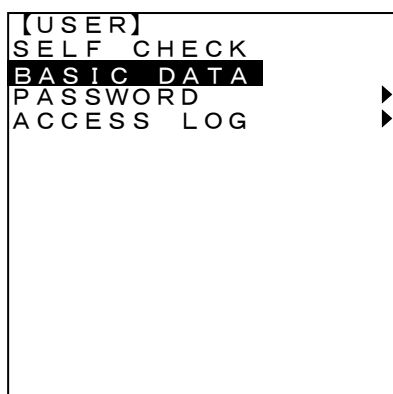 【USER】
SELF CHECK
BASIC DATA
PASSWORD ▶
ACCESS LOG ▶